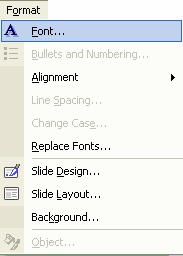 Format
Font...
Bullets and Numbering...
Alignment
Line Spacing...
Change Case...
Replace Fonts...
Slide Design...
Slide Layout...
Background...
Object...